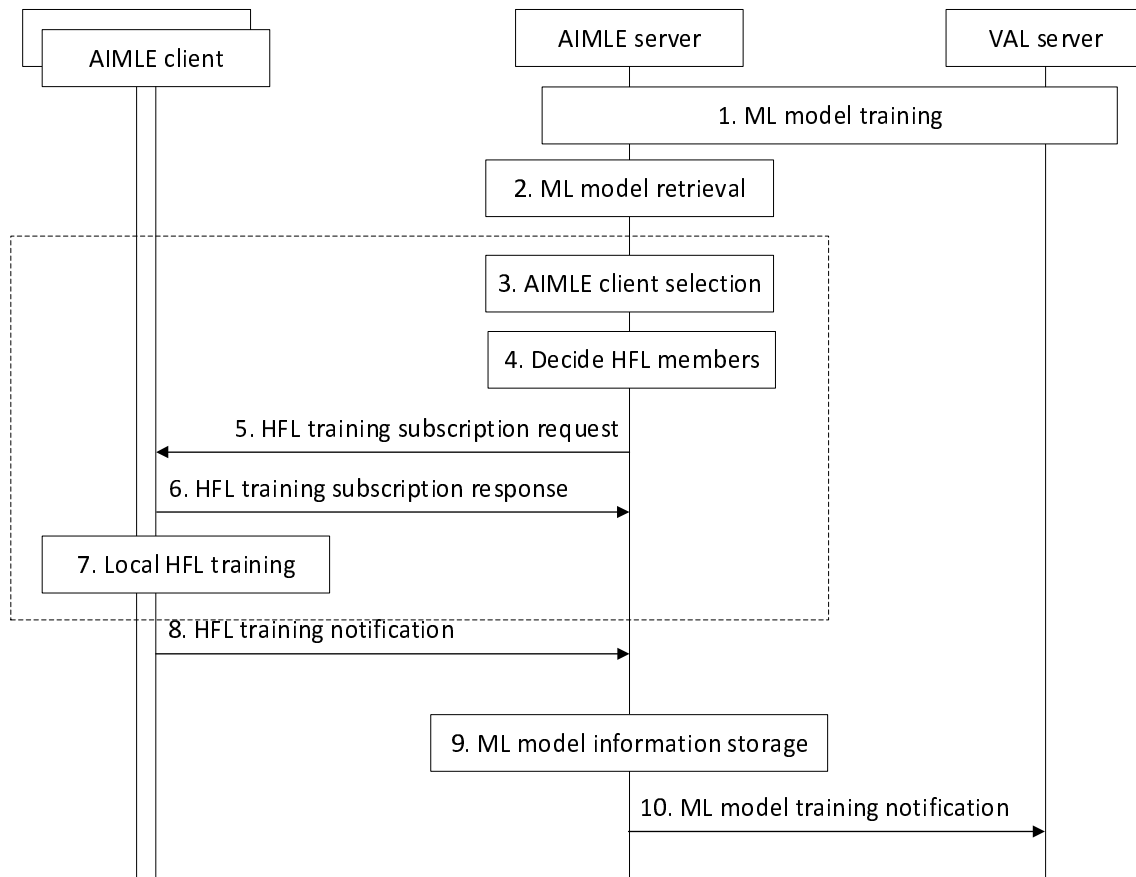 AIMLE client
AIMLE server
VAL server
1. ML model training
2. ML model retrieval
3. AIMLE client selection
4. Decide HFL members
5. HFL training subscription request
6. HFL training subscription response
7. Local HFL training
8. HFL training notification
9. ML model information storage
10. ML model training notification